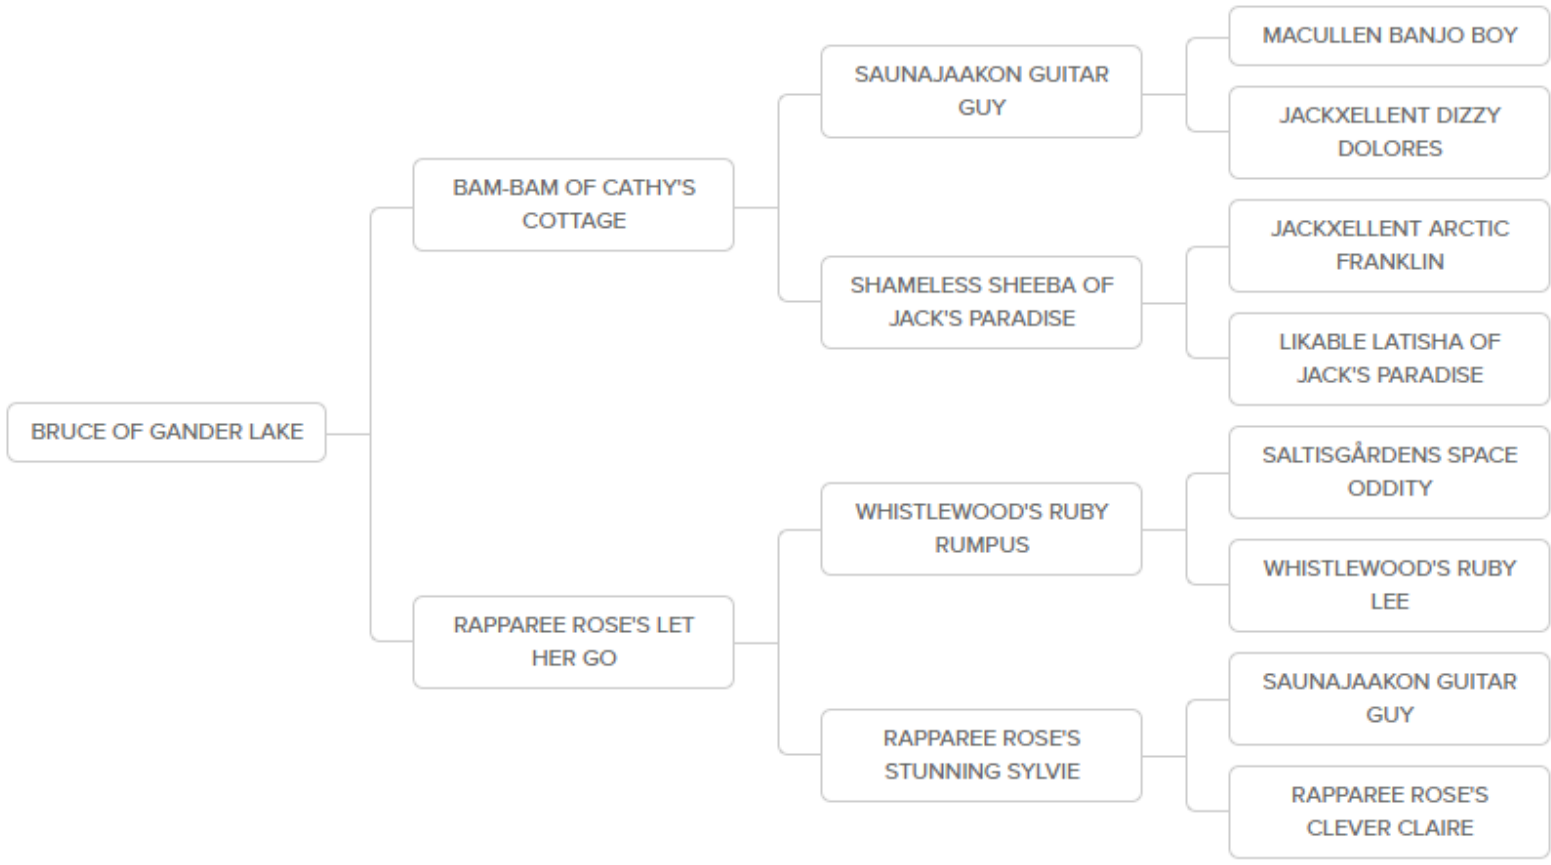 BRUCE OF GANDER LAKE
BAM-BAM OF CATHY'S
COTTAGE
RAPPAREE ROSE'S LET
HER GO
SAUNAJAAKON GUITAR
GUY
SHAMELESS SHEEBA OF
JACK'S PARADISE
WHISTLEWOOD'S RUBY
RUMPUS
RAPPAREE ROSE'S
STUNNING SYLVIE
MACULLEN BANJO BOY
JACKXELLENT DIZZY
DOLORES
JACKXELLENT ARCTIC
FRANKLIN
LIKABLE LATISHA OF
JACK'S PARADISE
SALTISGÅRDENS SPACE
ODDITY
WHISTLEWOOD'S RUBY
LEE
SAUNAJAAKON GUITAR
GUY
RAPPAREE ROSE'S
CLEVER CLAIRE